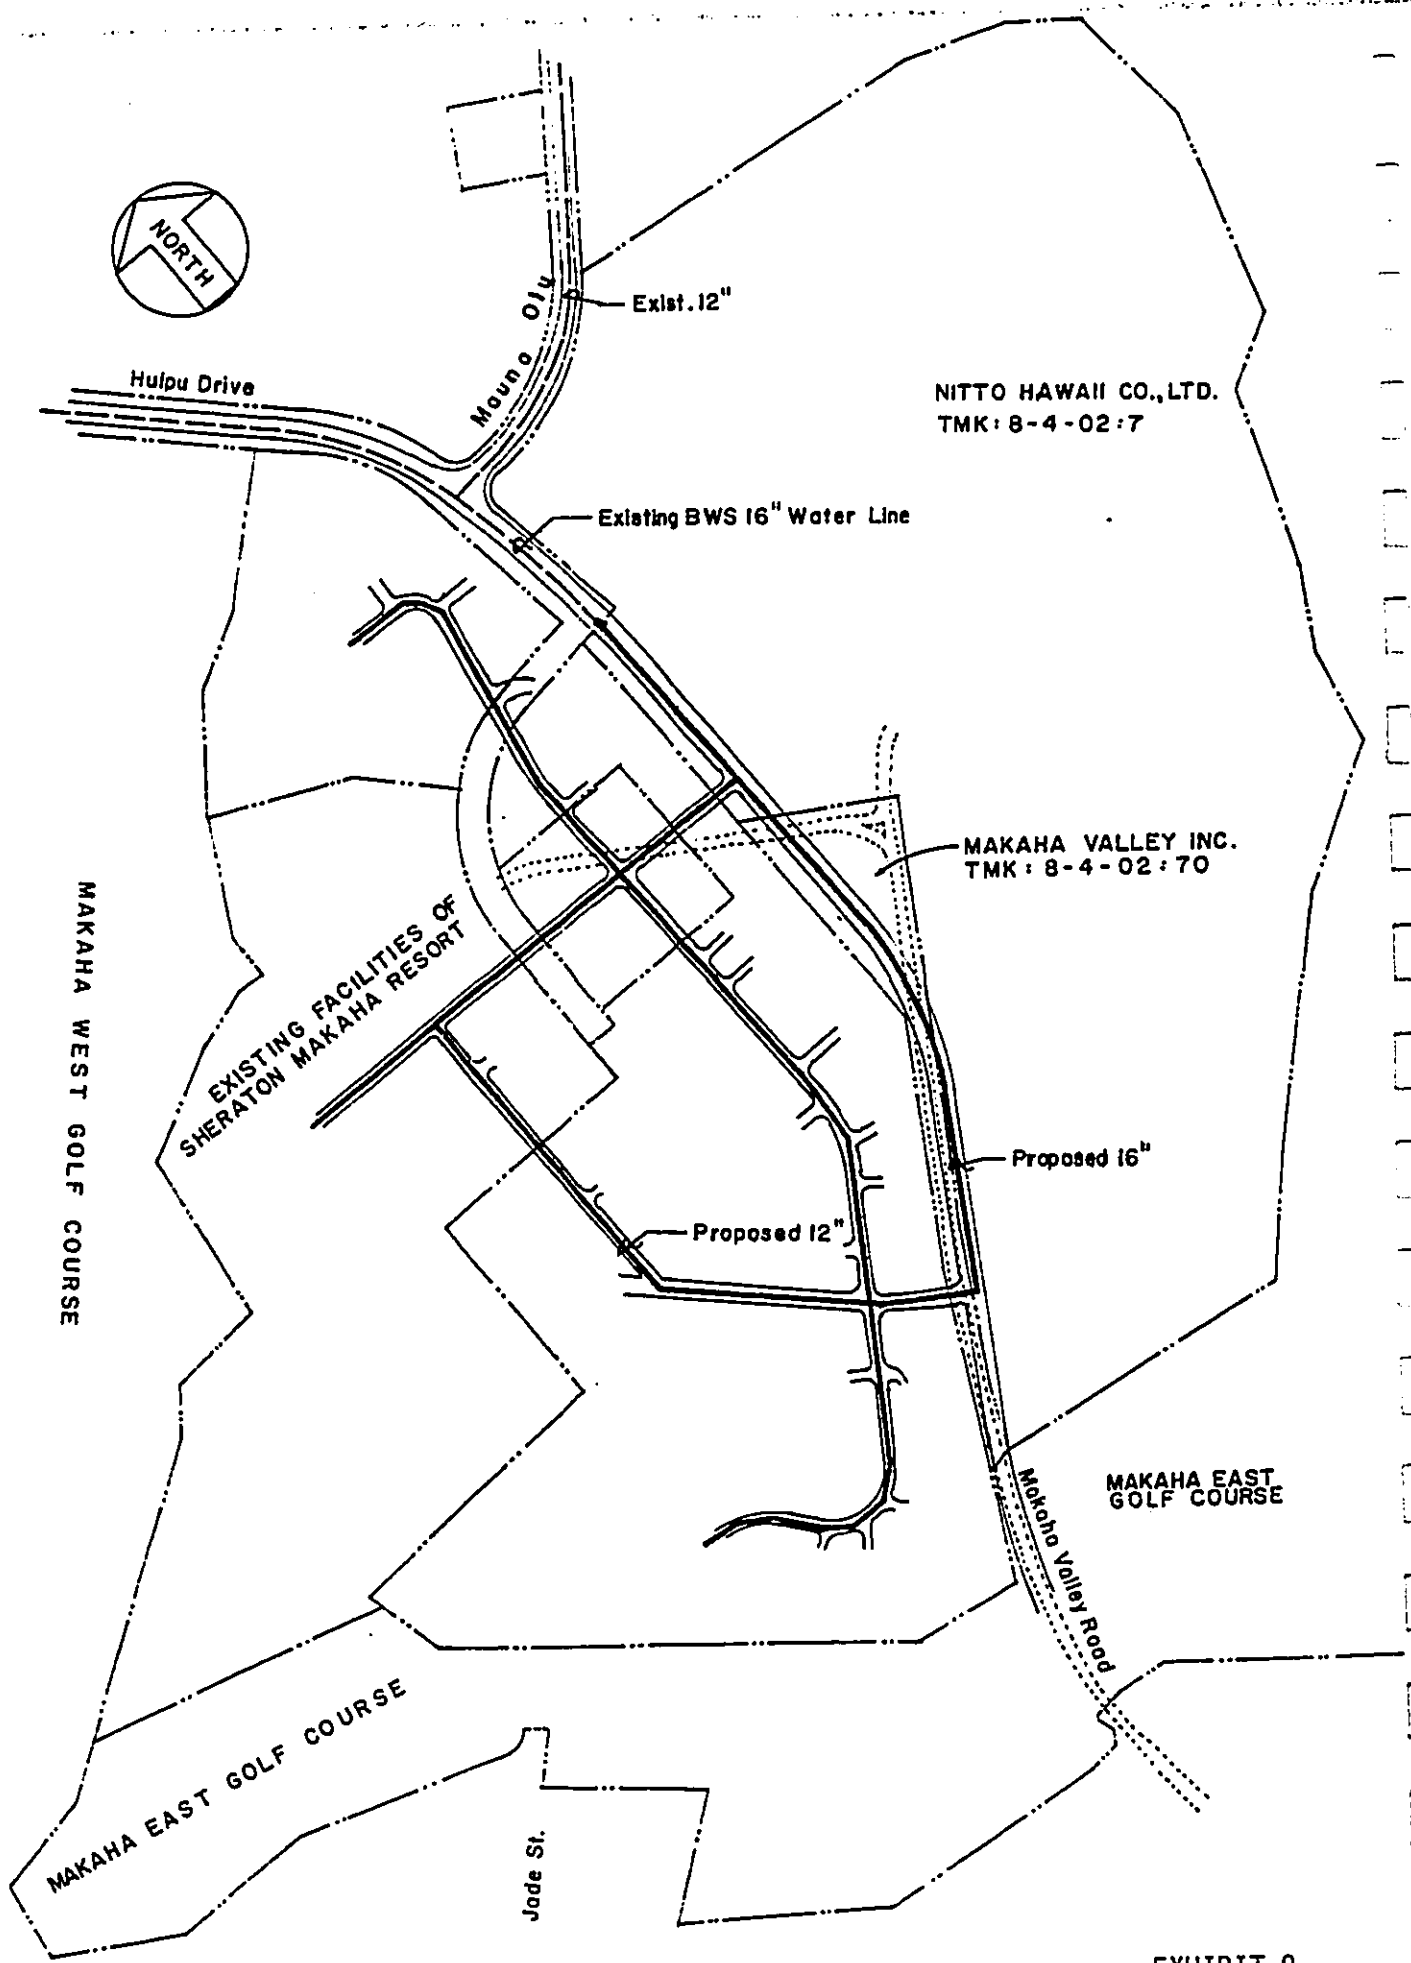 NORTH
Mauna Olu
Exist. 12"
Huipu Drive
NITTO HAWAII CO., LTD.
TMK: 8-4-02:7
Existing BWS 16" Water Line
MAKAHA VALLEY INC.
TMK: 8-4-02:70
EXISTING FACILITIES OF
SHERATON MAKAHA RESORT
MAKAHA WEST GOLF COURSE
Proposed 16"
Proposed 12"
MAKAHA EAST
GOLF COURSE
Makaha Valley Road
MAKAHA EAST GOLF COURSE
Jade St.